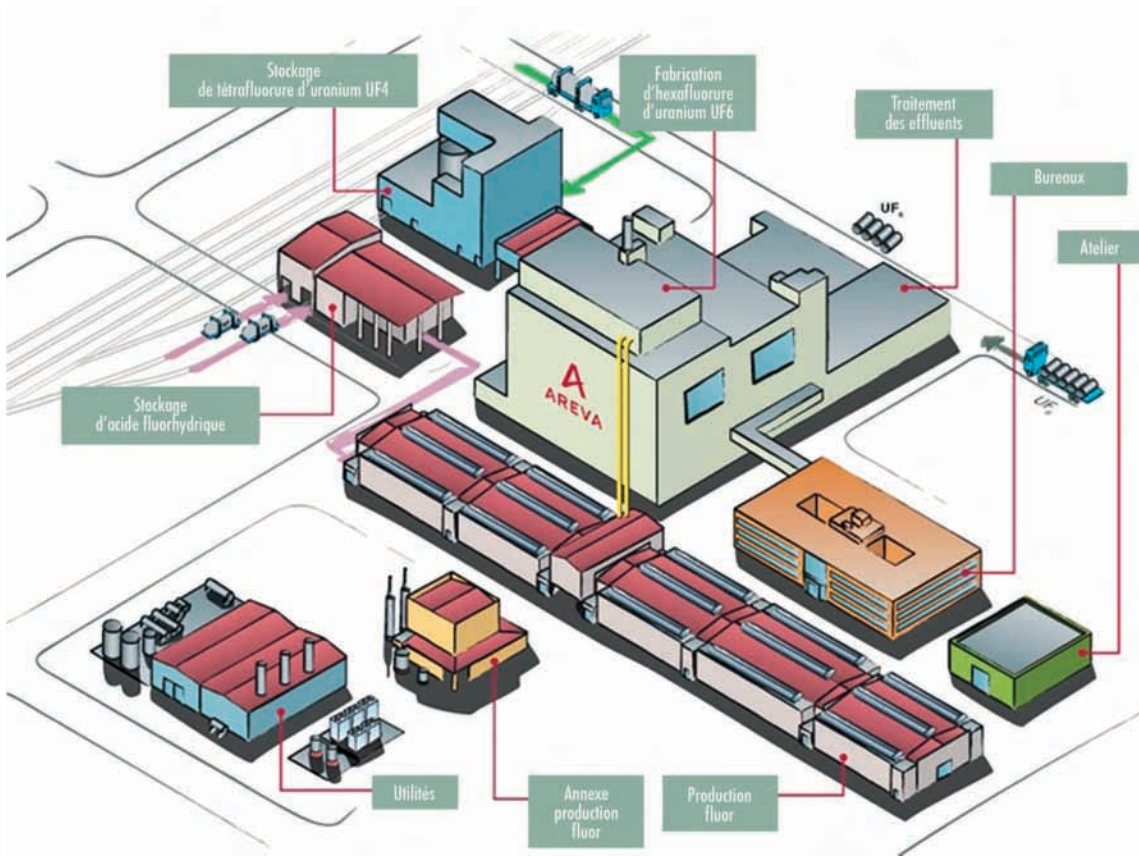 Stockage
de tétrafluorure d'uranium UF4
Fabrication
d'hexafluorure
d'uranium UF6
Traitement
des effluents
Bureaux
UF₆
Atelier
AREVA
UF₆
Stockage
d'acide fluorhydrique
Utilités
Annexe
production
fluor
Production
fluor